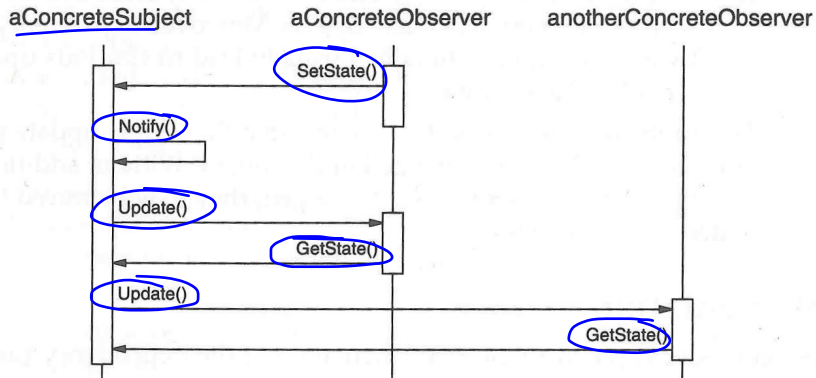 aConcreteSubject aConcreteObserver anotherConcreteObserver
SetState()
Notify()
Update()
GetState()
Update()
GetState()